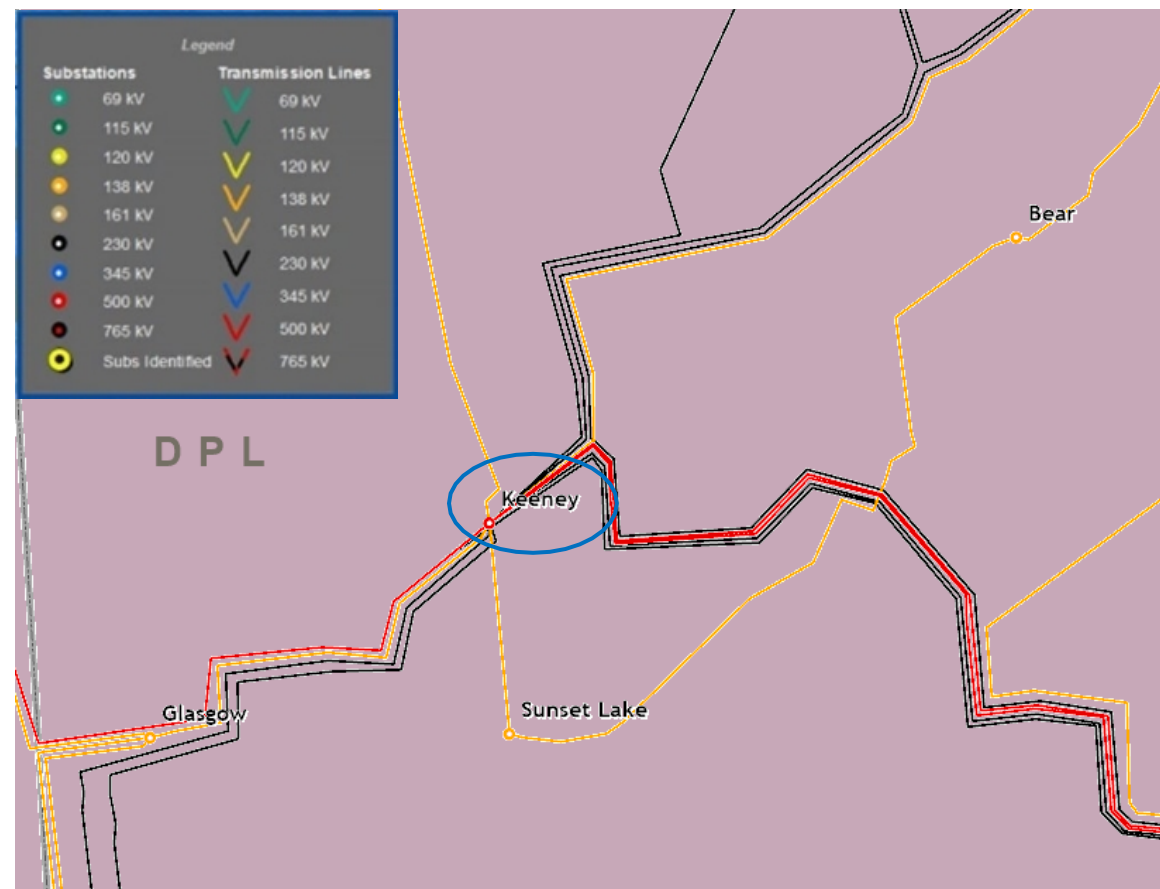 Legend
Substations Transmission Lines
69 kV 69 kV
115 kV 115 kV
120 kV 120 kV
138 kV 138 kV
161 kV 161 kV
230 kV 230 kV
345 kV 345 kV
500 kV 500 kV
765 kV 765 kV
Subs Identified
Bear
D P L
Keeney
Glasgow
Sunset Lake